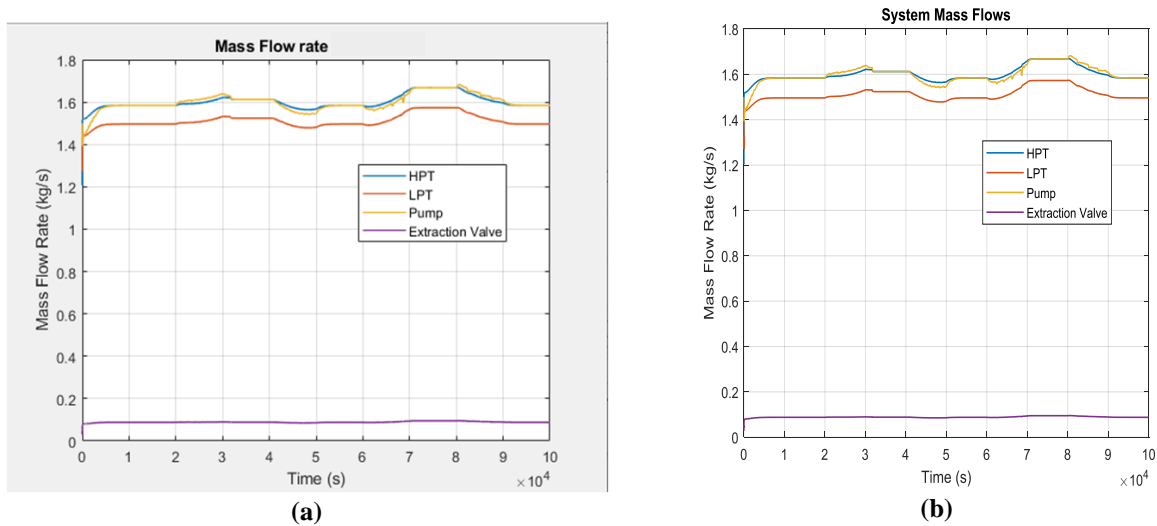 Mass Flow rate
1.8
1.6
1.4
1.2
1
0.8
0.6
0.4
0.2
0
Mass Flow Rate (kg/s)
HPT
LPT
Pump
Extraction Valve
0 1 2 3 4 5 6 7 8 9 10
Time (s)
×10⁴
(a)
System Mass Flows
1.8
1.6
1.4
1.2
1
0.8
0.6
0.4
0.2
0
Mass Flow Rate (kg/s)
HPT
LPT
Pump
Extraction Valve
0 1 2 3 4 5 6 7 8 9 10
Time (s)
×10⁴
(b)